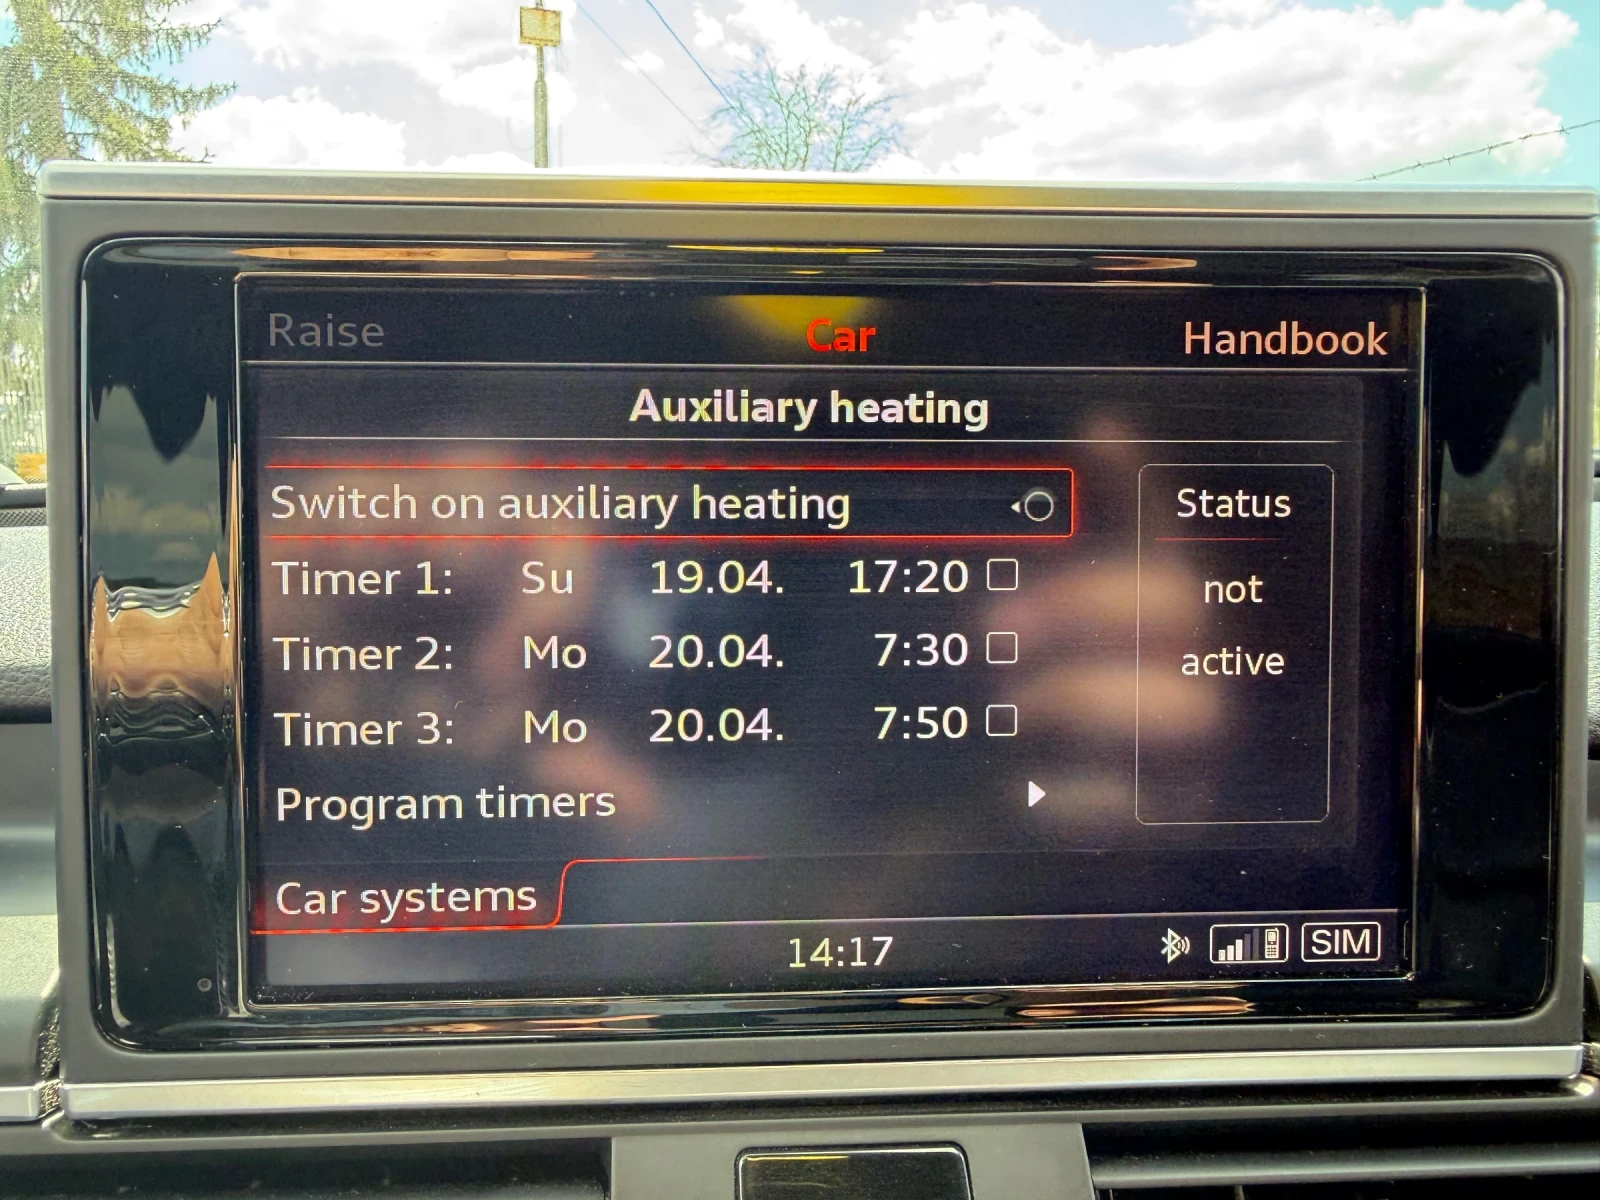 Raise Car Handbook
Auxiliary heating
Switch on auxiliary heating
Timer 1: Su 19.04. 17:20
Timer 2: Mo 20.04. 7:30
Timer 3: Mo 20.04. 7:50
Program timers
Status
not
active
Car systems
14:17 SIM